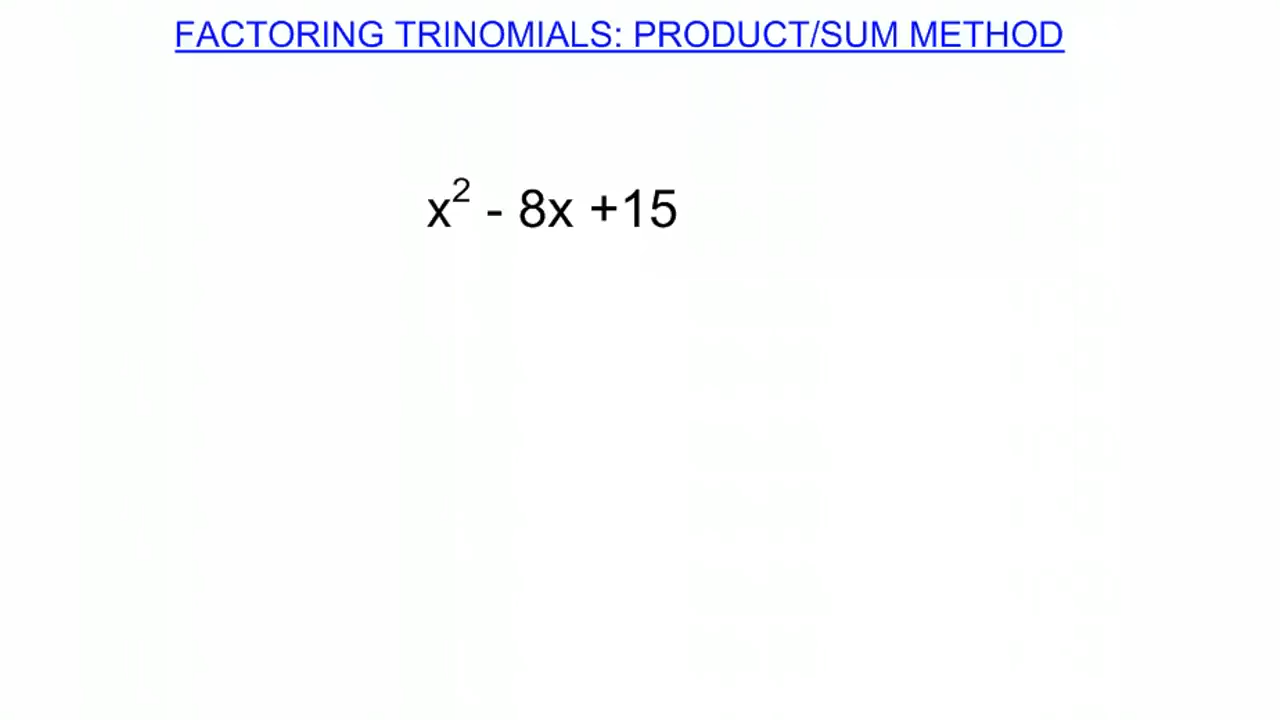 FACTORING TRINOMIALS: PRODUCT/SUM METHOD
x² - 8x +15